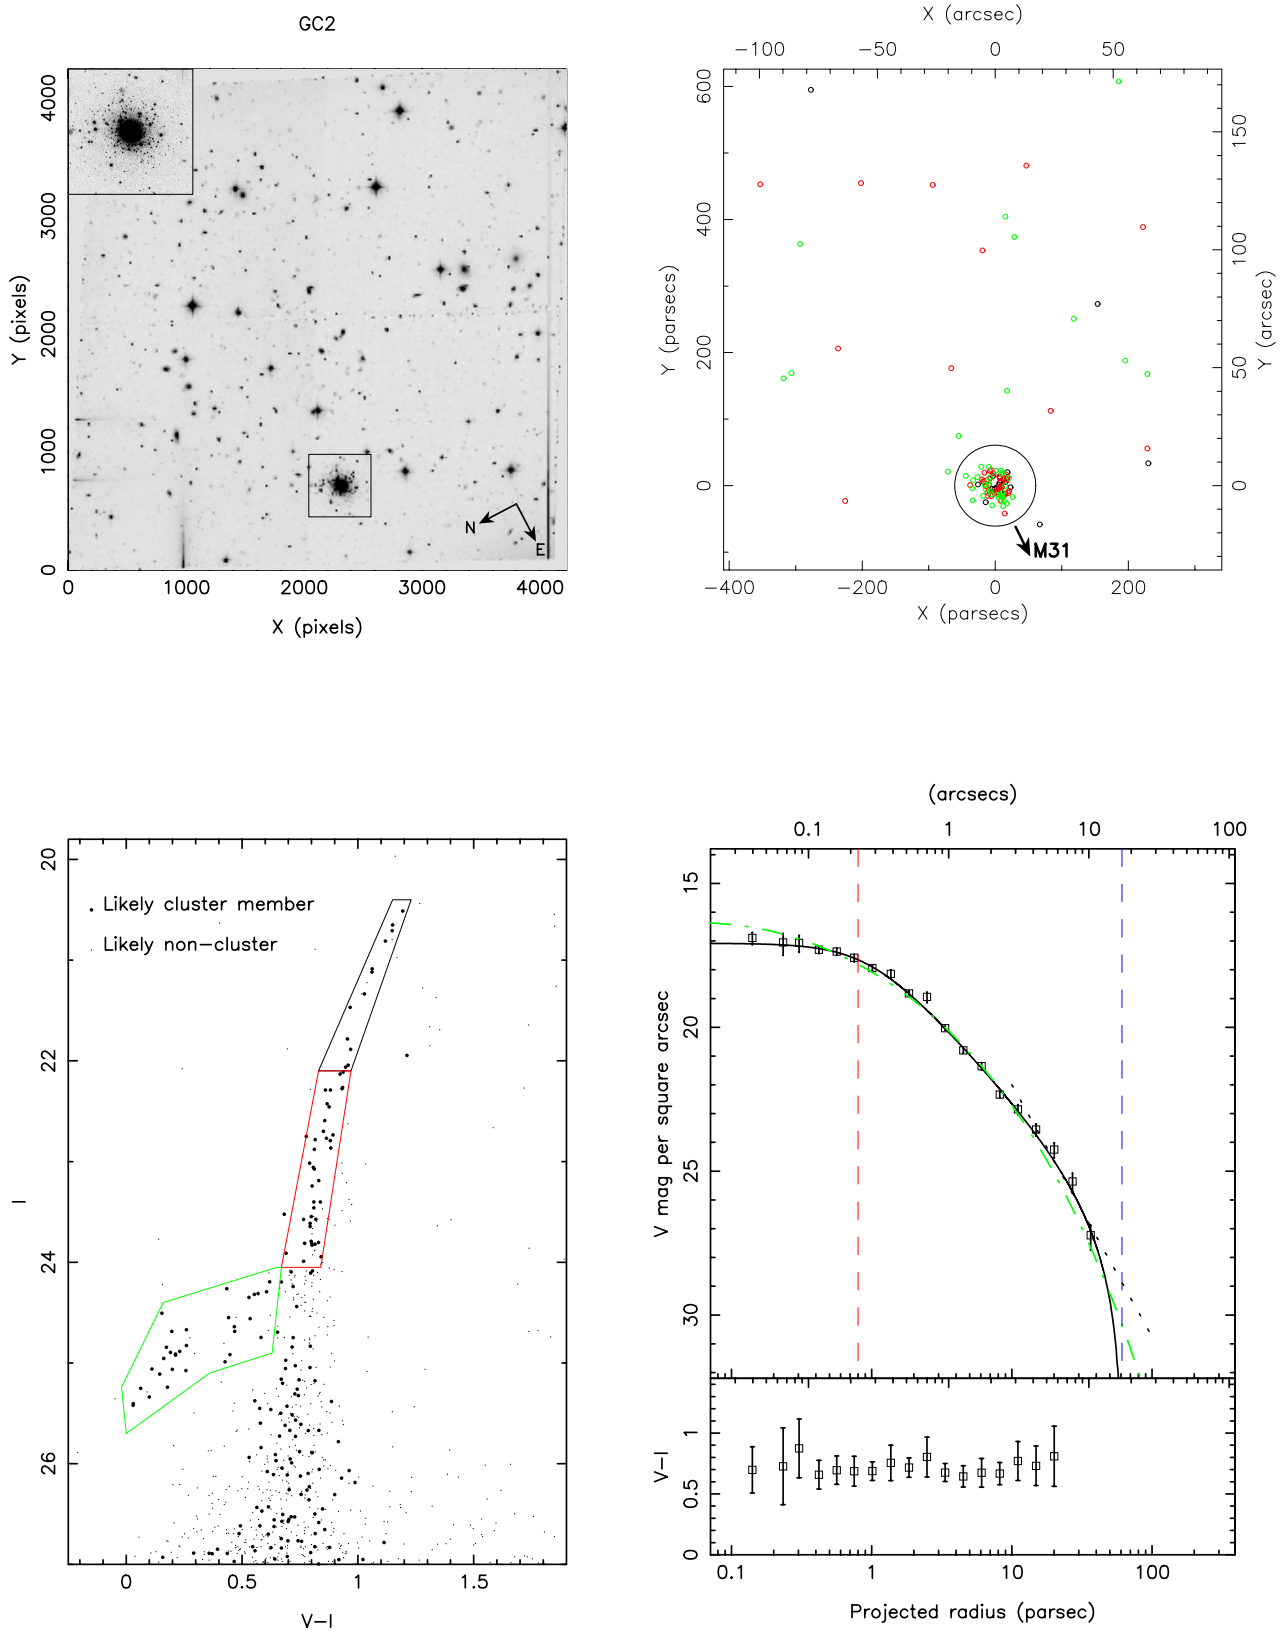 GC2
Y (pixels)
0 1000 2000 3000 4000
N
E
0 1000 2000 3000 4000
X (pixels)
X (arcsec)
−100 −50 0 50
Y (parsecs)
0 200 400 600
Y (arcsec)
0 50 100 150
M31
−400 −200 0 200
X (parsecs)
I
20 22 24 26
Likely cluster member
Likely non−cluster
0 0.5 1 1.5
V−I
(arcsecs)
0.1 1 10 100
V mag per square arcsec
15 20 25 30
V−I
0 0.5 1
0.1 1 10 100
Projected radius (parsec)